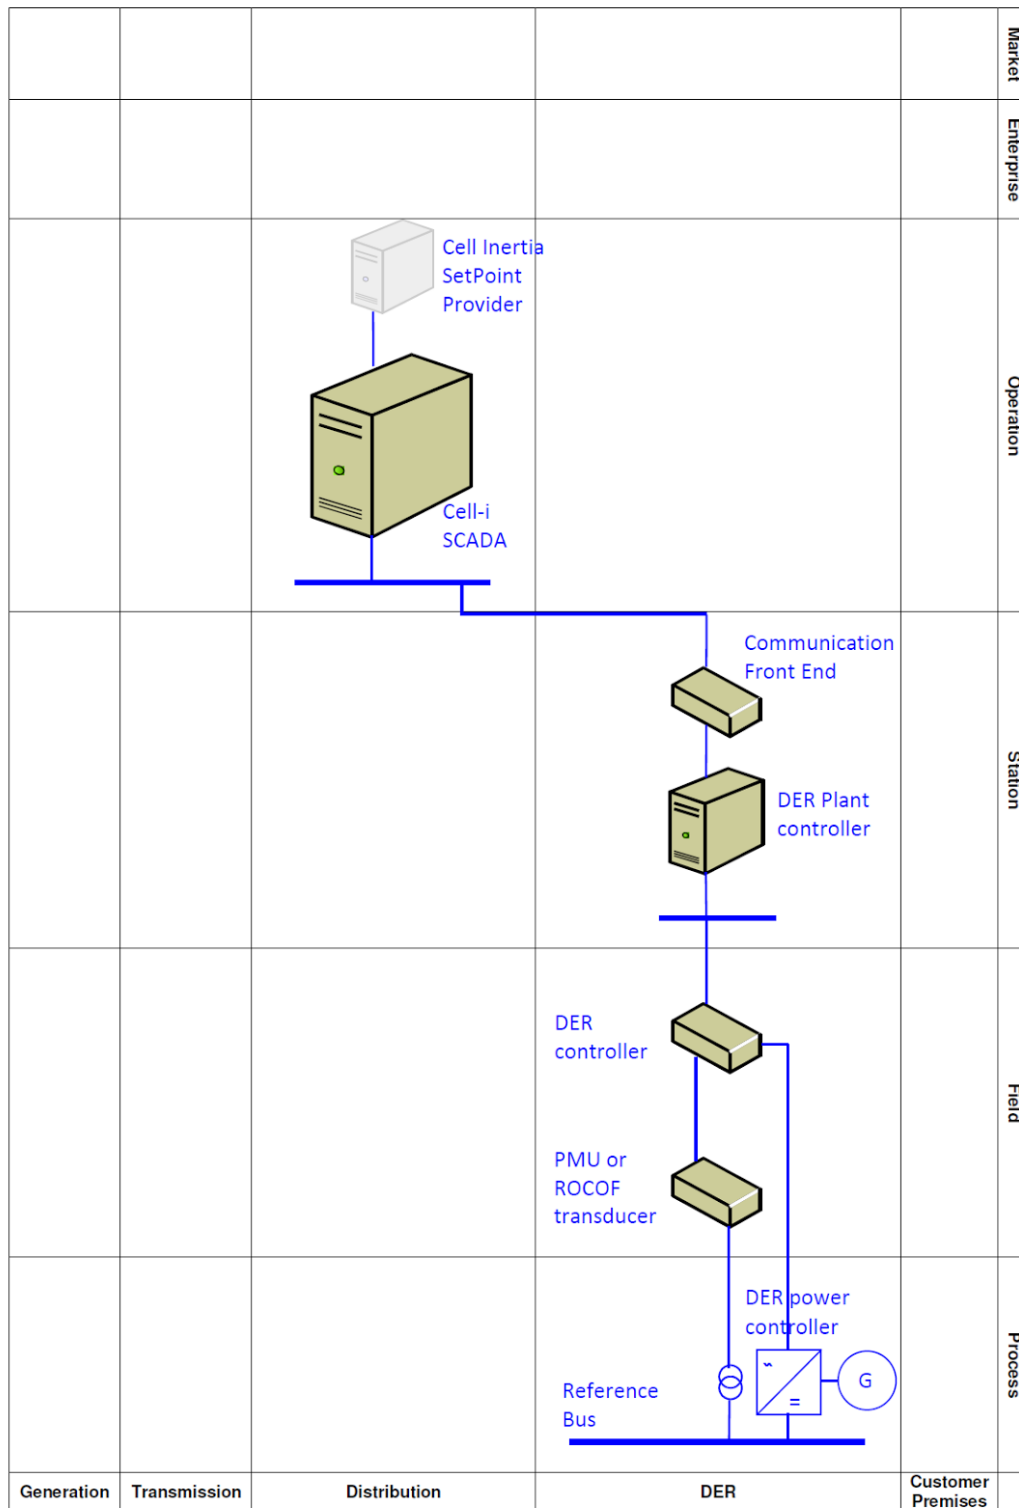 Market
Enterprise
Cell Inertia
SetPoint
Provider
Operation
Cell-i
SCADA
Communication
Front End
Station
DER Plant
controller
DER
controller
Field
PMU or
ROCOF
transducer
DER power
controller
Process
~
=
G
Reference
Bus
Generation
Transmission
Distribution
DER
Customer
Premises